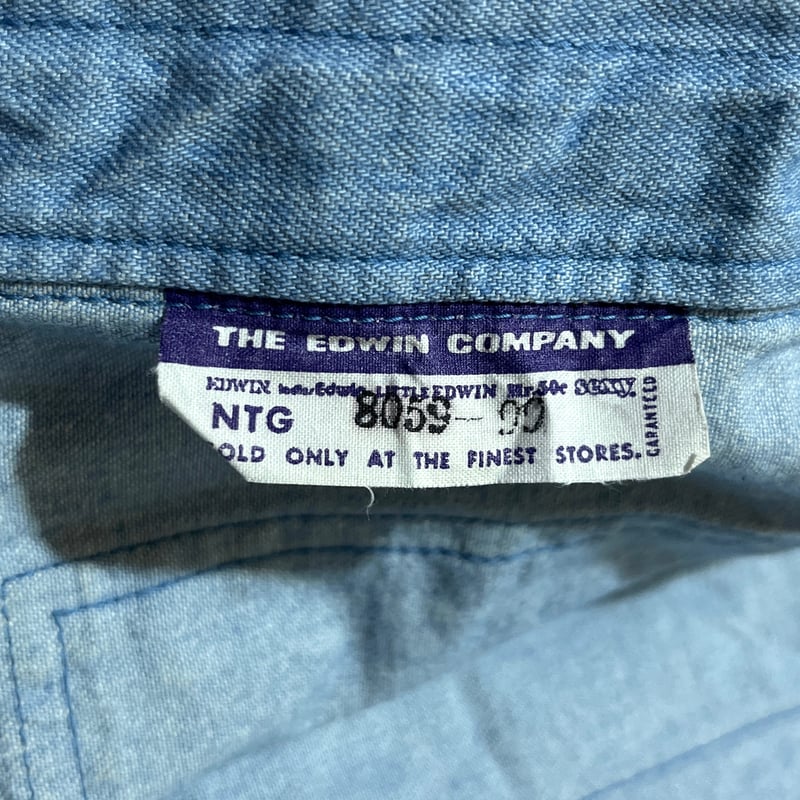 THE EDWIN COMPANY
EDWIN Ladies Edwin LITTLE EDWIN Mr.50c sexy.
NTG 8059-99
OLD ONLY AT THE FINEST STORES.
GARANTEED